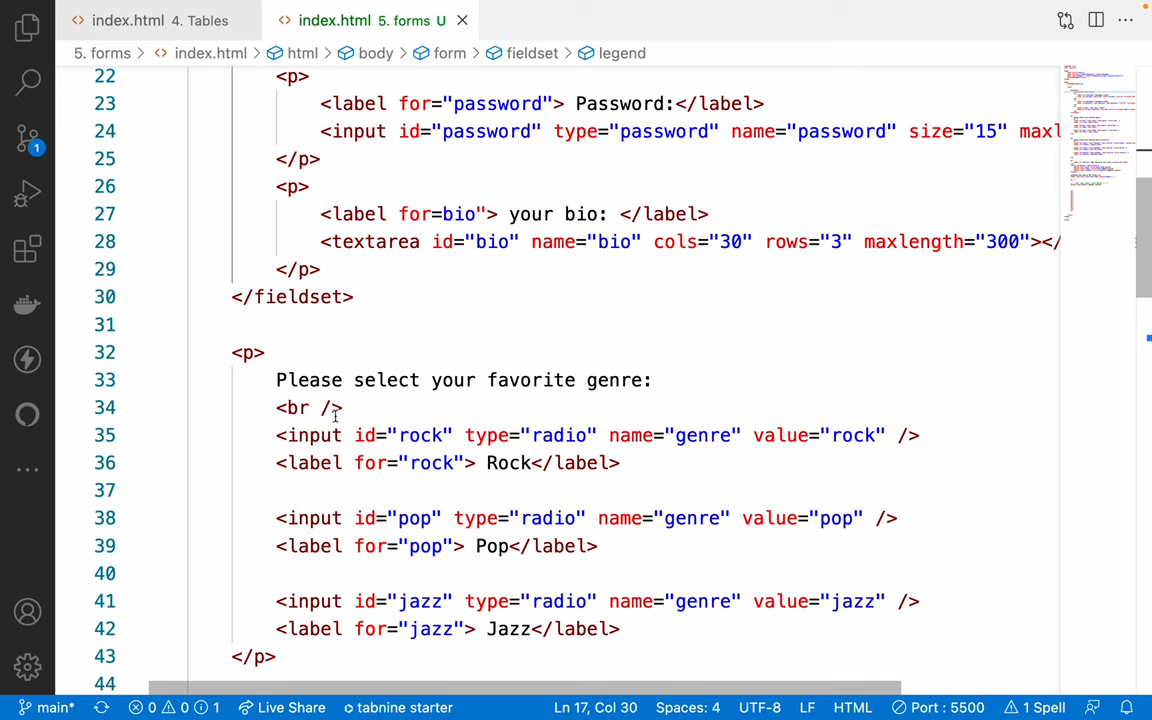 index.html 4. Tables
index.html 5. forms U
5. forms > index.html > html > body > form > fieldset > legend
22 <p>
23 <label for="password"> Password:</label>
24 <input id="password" type="password" name="password" size="15" maxl
25 </p>
26 <p>
27 <label for=bio"> your bio: </label>
28 <textarea id="bio" name="bio" cols="30" rows="3" maxlength="300"></
29 </p>
30 </fieldset>
31
32 <p>
33 Please select your favorite genre:
34 <br />
35 <input id="rock" type="radio" name="genre" value="rock" />
36 <label for="rock"> Rock</label>
37
38 <input id="pop" type="radio" name="genre" value="pop" />
39 <label for="pop"> Pop</label>
40
41 <input id="jazz" type="radio" name="genre" value="jazz" />
42 <label for="jazz"> Jazz</label>
43 </p>
44
1
main* 0 0 1 Live Share tabnine starter Ln 17, Col 30 Spaces: 4 UTF-8 LF HTML Port : 5500 1 Spell